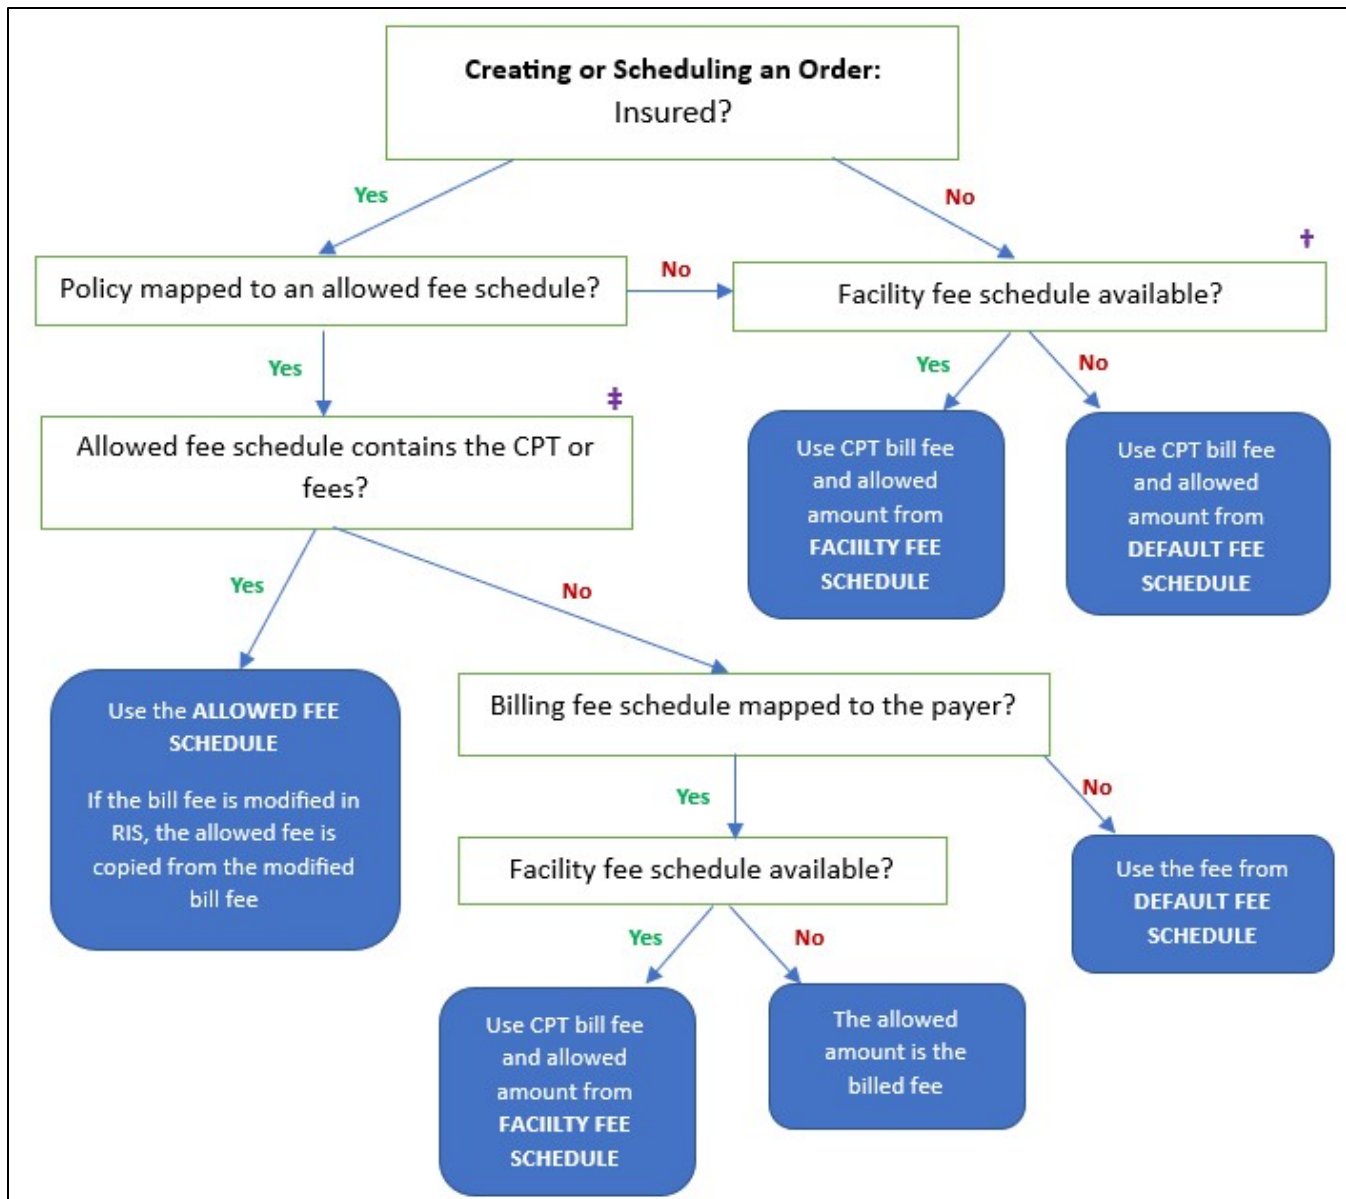 Creating or Scheduling an Order:
Insured?
Yes
No
†
Policy mapped to an allowed fee schedule?
No
Facility fee schedule available?
Yes
Yes
No
‡
Allowed fee schedule contains the CPT or
fees?
Use CPT bill fee
and allowed
amount from
FACIILTY FEE
SCHEDULE
Use CPT bill fee
and allowed
amount from
DEFAULT FEE
SCHEDULE
Yes
No
Use the ALLOWED FEE
SCHEDULE
If the bill fee is modified in
RIS, the allowed fee is
copied from the modified
bill fee
Billing fee schedule mapped to the payer?
Yes
No
Facility fee schedule available?
Use the fee from
DEFAULT FEE
SCHEDULE
Yes
No
Use CPT bill fee
and allowed
amount from
FACIILTY FEE
SCHEDULE
The allowed
amount is the
billed fee